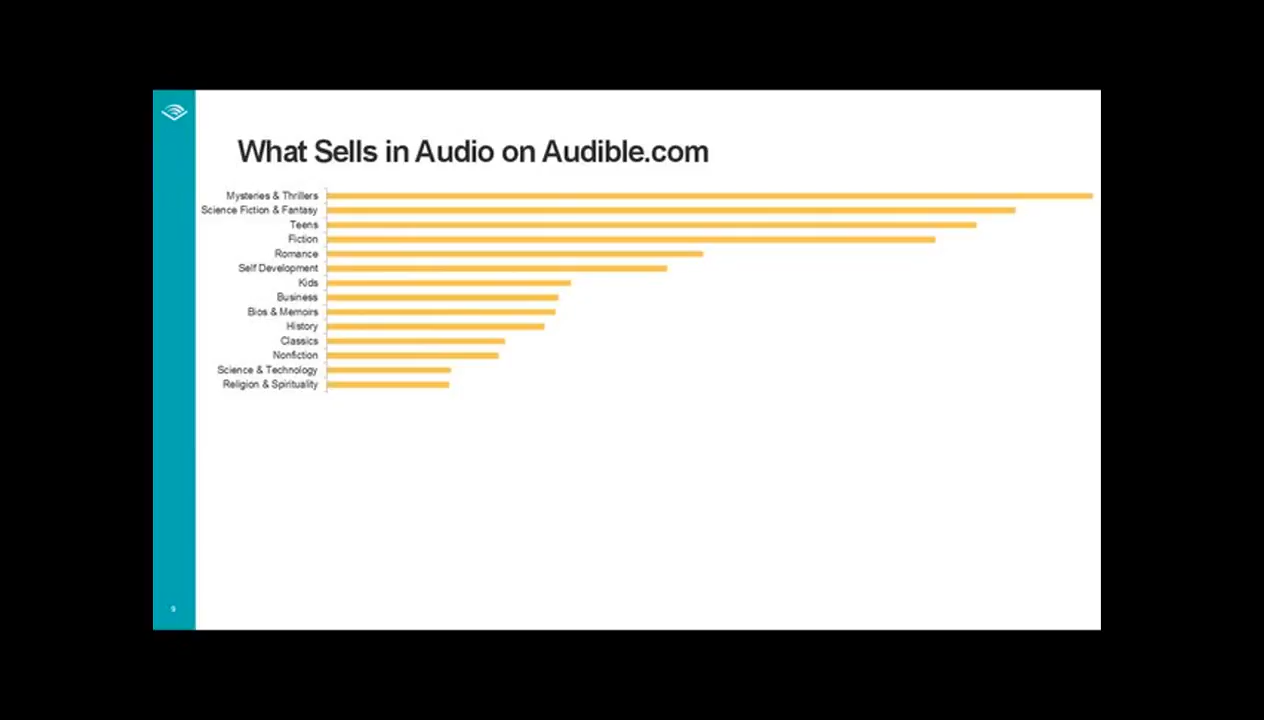 What Sells in Audio on Audible.com
Mysteries & Thrillers
Science Fiction & Fantasy
Teens
Fiction
Romance
Self Development
Kids
Business
Bios & Memoirs
History
Classics
Nonfiction
Science & Technology
Religion & Spirituality
9